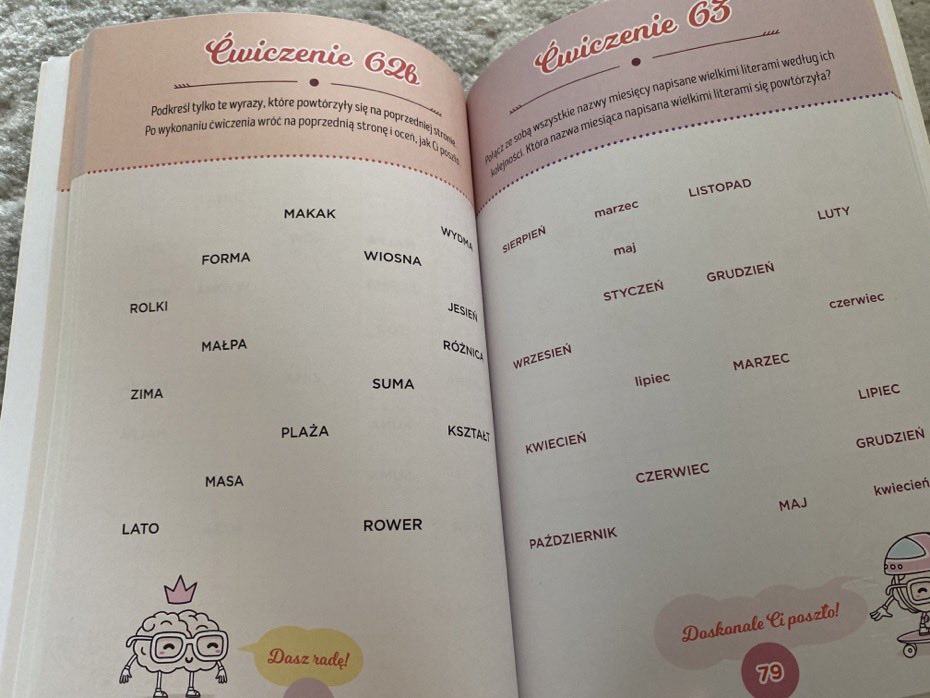 Ćwiczenie 62b
Podkreśl tylko te wyrazy, które powtórzyły się na poprzedniej stronie.
Po wykonaniu ćwiczenia wróć na poprzednią stronę i oceń, jak Ci poszło.
MAKAK
WYDMA
FORMA
WIOSNA
ROLKI
JESIEŃ
MAŁPA
RÓŻNICA
ZIMA
SUMA
PLAŻA
KSZTAŁT
MASA
LATO
ROWER
Dasz radę!
Ćwiczenie 63
Połącz ze sobą wszystkie nazwy miesięcy napisane wielkimi literami według ich
kolejności. Która nazwa miesiąca napisana wielkimi literami się powtórzyła?
LISTOPAD
marzec
LUTY
SIERPIEŃ
maj
GRUDZIEŃ
STYCZEŃ
czerwiec
WRZESIEŃ
MARZEC
lipiec
LIPIEC
KWIECIEŃ
GRUDZIEŃ
CZERWIEC
kwiecień
MAJ
PAŹDZIERNIK
Doskonale Ci poszło!
79